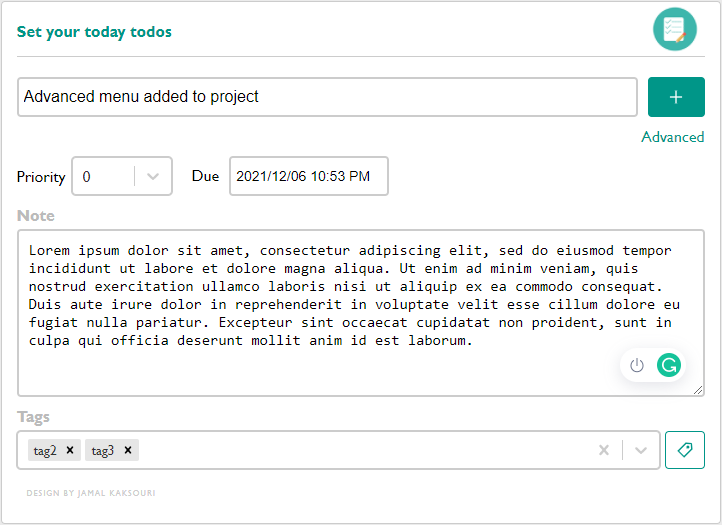 Set your today todos
Advanced menu added to project
Advanced
Priority 0 Due 2021/12/06 10:53 PM
Note
Lorem ipsum dolor sit amet, consectetur adipiscing elit, sed do eiusmod tempor
incididunt ut labore et dolore magna aliqua. Ut enim ad minim veniam, quis
nostrud exercitation ullamco laboris nisi ut aliquip ex ea commodo consequat.
Duis aute irure dolor in reprehenderit in voluptate velit esse cillum dolore eu
fugiat nulla pariatur. Excepteur sint occaecat cupidatat non proident, sunt in
culpa qui officia deserunt mollit anim id est laborum.
Tags
tag2 tag3
DESIGN BY JAMAL KAKSOURI